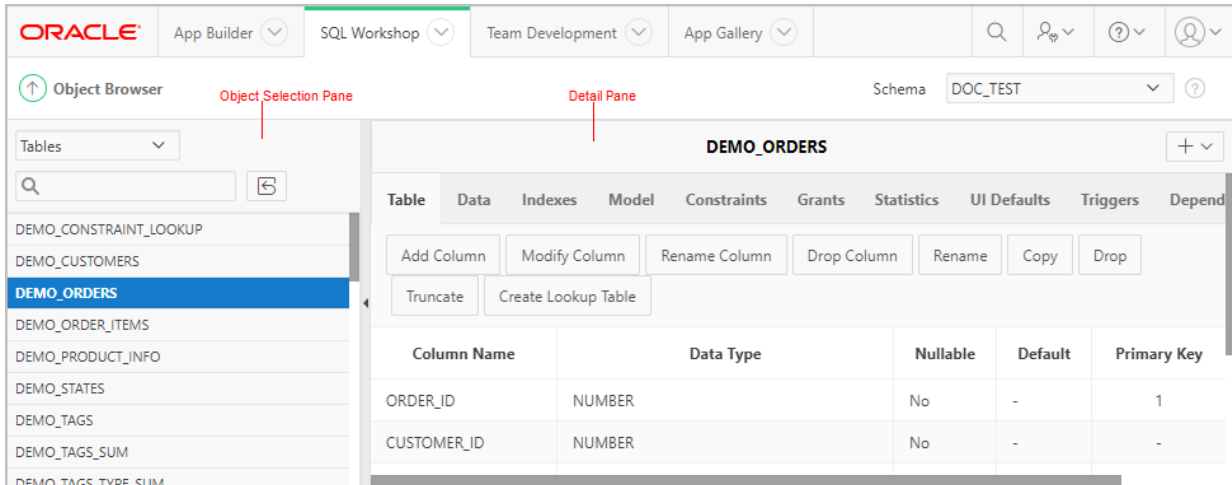 ORACLE App Builder SQL Workshop Team Development App Gallery
Object Browser Object Selection Pane Detail Pane Schema DOC_TEST
Tables
DEMO_CONSTRAINT_LOOKUP
DEMO_CUSTOMERS
DEMO_ORDERS
DEMO_ORDER_ITEMS
DEMO_PRODUCT_INFO
DEMO_STATES
DEMO_TAGS
DEMO_TAGS_SUM
DEMO_TAGS_TYPE_SUM
DEMO_ORDERS
Table Data Indexes Model Constraints Grants Statistics UI Defaults Triggers Depend
Add Column Modify Column Rename Column Drop Column Rename Copy Drop
Truncate Create Lookup Table
Column Name Data Type Nullable Default Primary Key
ORDER_ID NUMBER No - 1
CUSTOMER_ID NUMBER No - -